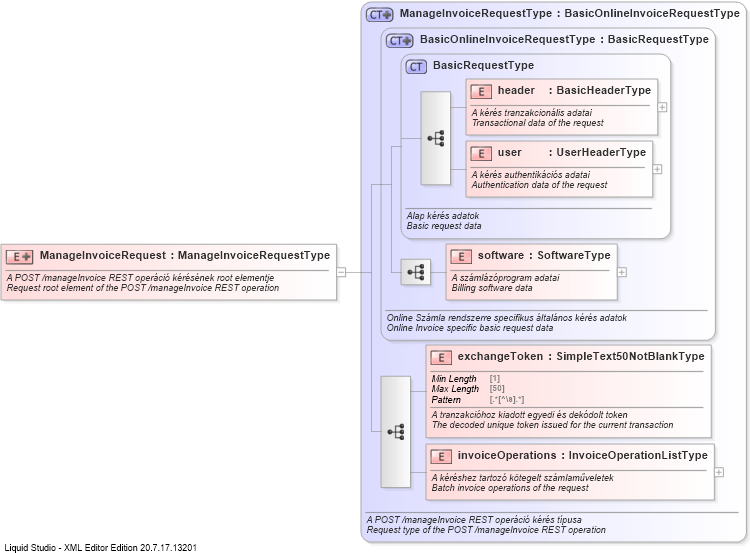 CT ManageInvoiceRequestType : BasicOnlineInvoiceRequestType
CT BasicOnlineInvoiceRequestType : BasicRequestType
CT BasicRequestType
E header : BasicHeaderType
A kérés tranzakcionális adatai
Transactional data of the request
E user : UserHeaderType
A kérés authentikációs adatai
Authentication data of the request
Alap kérés adatok
Basic request data
E ManageInvoiceRequest : ManageInvoiceRequestType
A POST /manageInvoice REST operáció kérésének root elementje
Request root element of the POST /manageInvoice REST operation
E software : SoftwareType
A számlázóprogram adatai
Billing software data
Online Számla rendszerre specifikus általános kérés adatok
Online Invoice specific basic request data
E exchangeToken : SimpleText50NotBlankType
Min Length [1]
Max Length [50]
Pattern [.*[^\s].*]
A tranzakcióhoz kiadott egyedi és dekódolt token
The decoded unique token issued for the current transaction
E invoiceOperations : InvoiceOperationListType
A kéréshez tartozó kötegelt számlaműveletek
Batch invoice operations of the request
A POST /manageInvoice REST operáció kérés típusa
Request type of the POST /manageInvoice REST operation
Liquid Studio - XML Editor Edition 20.7.17.13201